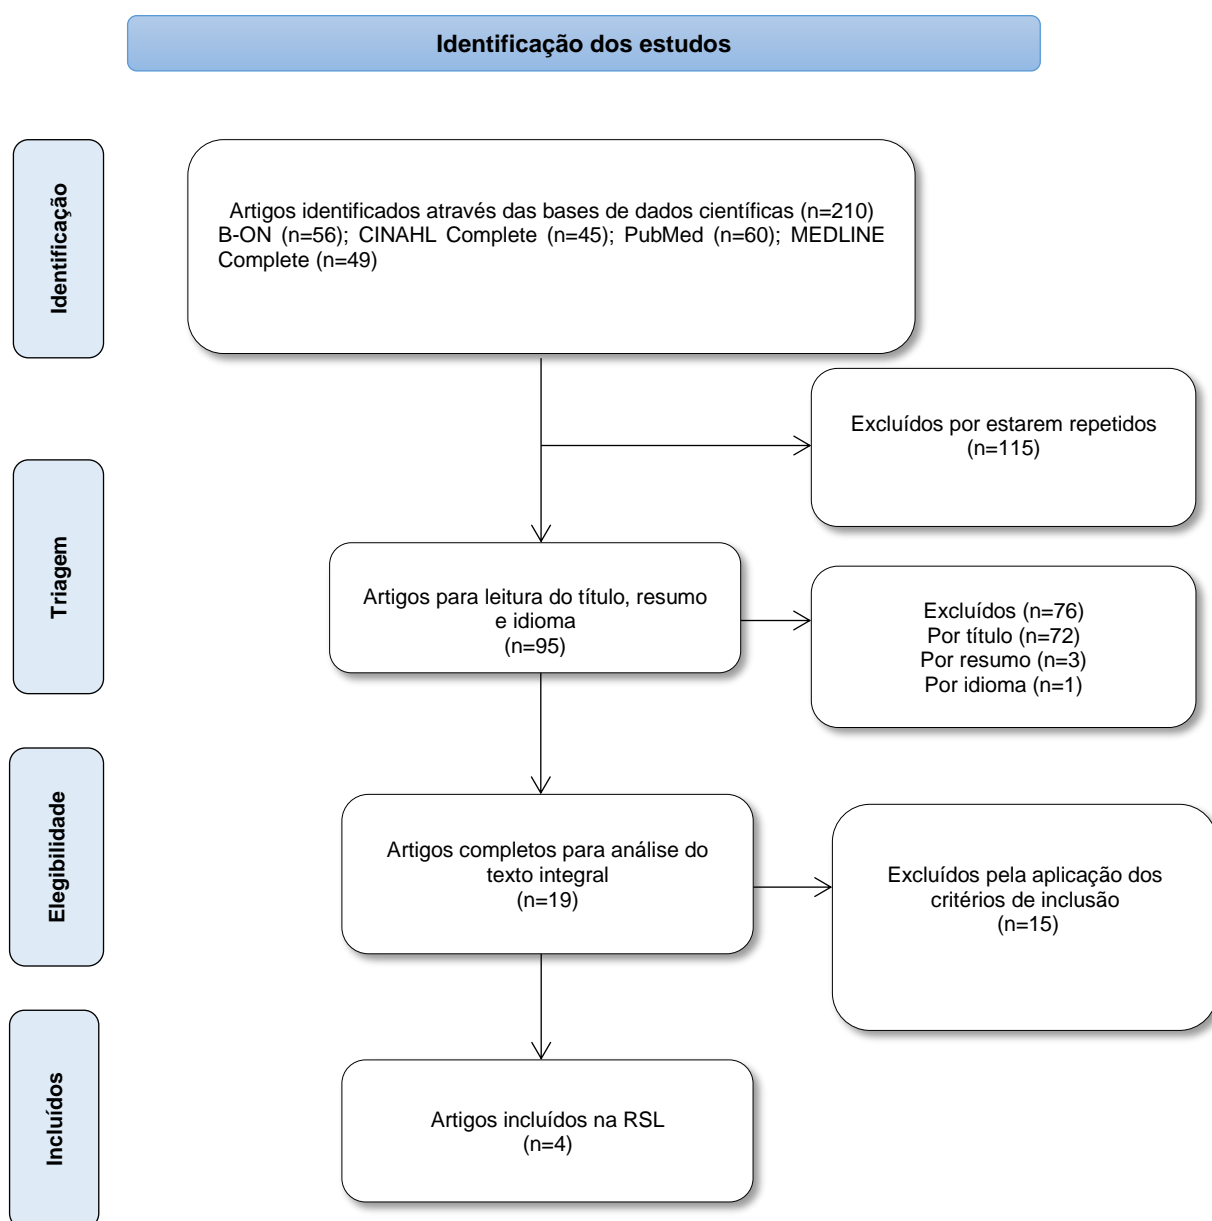 Identificação dos estudos
Identificação
Artigos identificados através das bases de dados científicas (n=210)
B-ON (n=56); CINAHL Complete (n=45); PubMed (n=60); MEDLINE
Complete (n=49)
Excluídos por estarem repetidos
(n=115)
Triagem
Artigos para leitura do título, resumo
e idioma
(n=95)
Excluídos (n=76)
Por título (n=72)
Por resumo (n=3)
Por idioma (n=1)
Elegibilidade
Artigos completos para análise do
texto integral
(n=19)
Excluídos pela aplicação dos
critérios de inclusão
(n=15)
Incluídos
Artigos incluídos na RSL
(n=4)